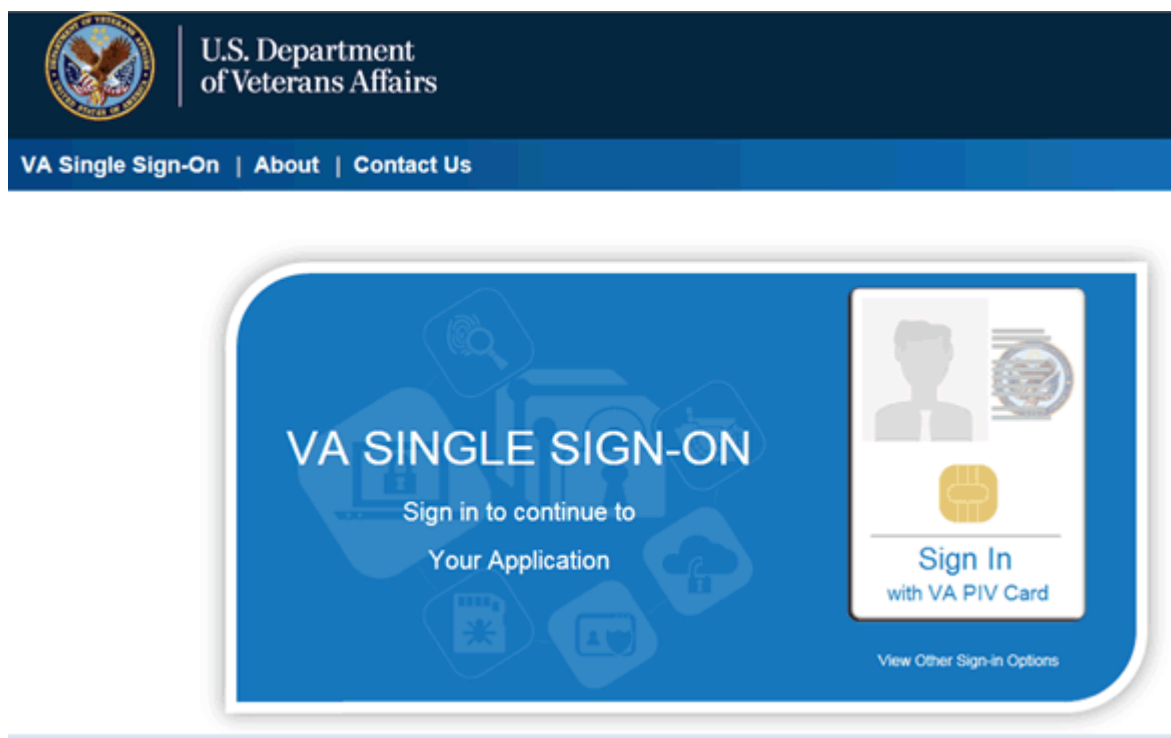 U.S. Department
of Veterans Affairs
VA Single Sign-On | About | Contact Us
VA SINGLE SIGN-ON
Sign in to continue to
Your Application
Sign In
with VA PIV Card
View Other Sign-in Options